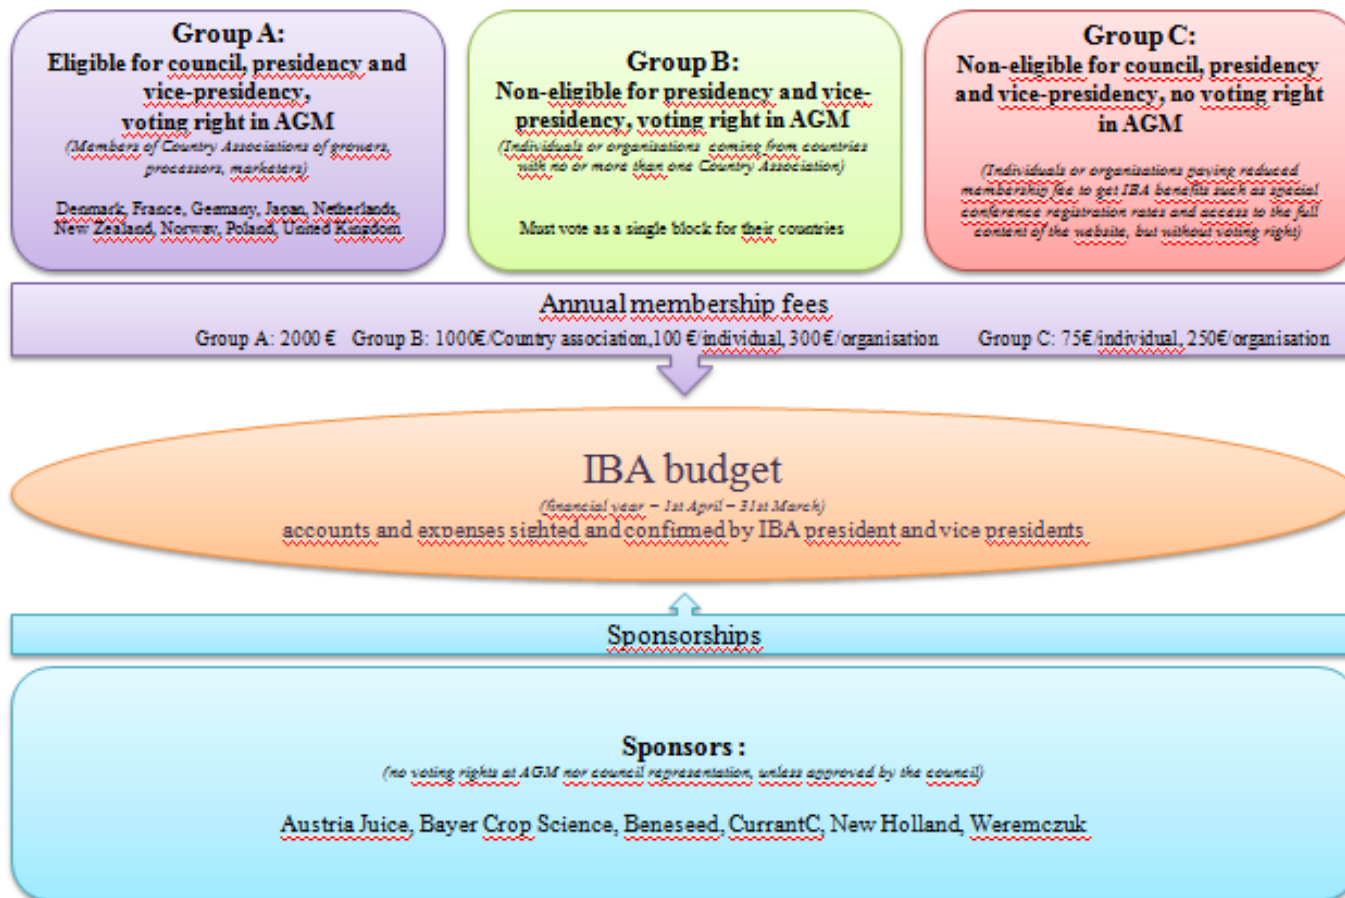 Group A:
Eligible for council, presidency and
vice-presidency,
voting right in AGM
(Members of Country Associations of growers,
processors, marketers)
Denmark, France, Germany, Japan, Netherlands,
New Zealand, Norway, Poland, United Kingdom
Group B:
Non-eligible for presidency and vice-
presidency, voting right in AGM
(Individuals or organisations coming from countries
with no or more than one Country Association)
Must vote as a single block for their countries
Group C:
Non-eligible for council, presidency
and vice-presidency, no voting right
in AGM
(Individuals or organisations paying reduced
membership fee to get IBA benefits such as special
conference registration rates and access to the full
content of the website, but without voting right)
Annual membership fees
Group A: 2000 € Group B: 1000€/Country association,100 €/individual, 300€/organisation Group C: 75€/individual, 250€/organisation
IBA budget
(financial year – 1st April – 31st March)
accounts and expenses sighted and confirmed by IBA president and vice presidents
Sponsorships
Sponsors :
(no voting rights at AGM nor council representation, unless approved by the council)
Austria Juice, Bayer Crop Science, Beneseed, CurrantC, New Holland, Weremczuk